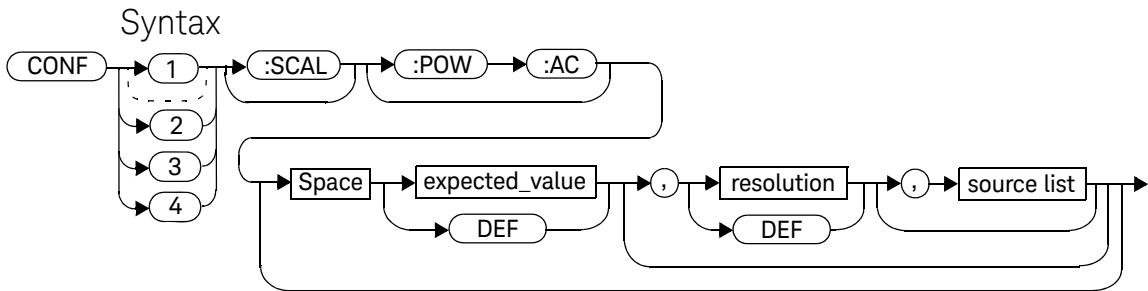 Syntax
CONF 1 :SCAL :POW :AC
2
3
4
Space expected_value , resolution , source list
DEF DEF